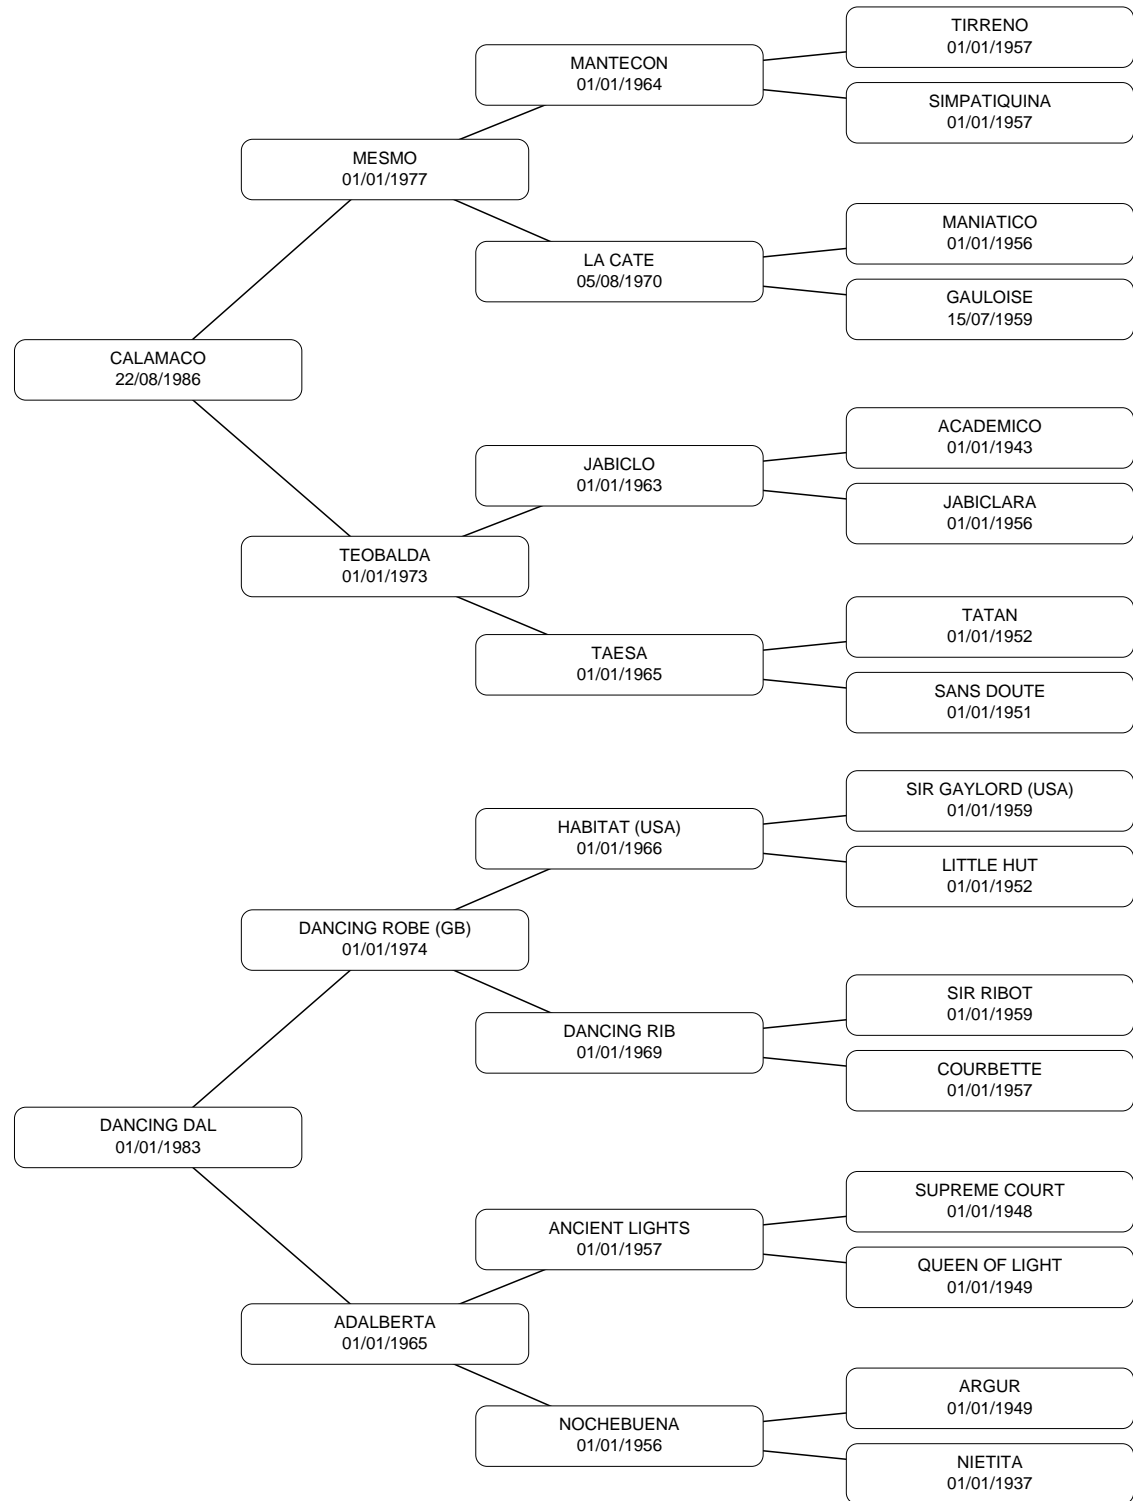 TIRRENO
01/01/1957
MANTECON
01/01/1964
SIMPATIQUINA
01/01/1957
MESMO
01/01/1977
MANIATICO
01/01/1956
LA CATE
05/08/1970
GAULOISE
15/07/1959
CALAMACO
22/08/1986
ACADEMICO
01/01/1943
JABICLO
01/01/1963
JABICLARA
01/01/1956
TEOBALDA
01/01/1973
TATAN
01/01/1952
TAESA
01/01/1965
SANS DOUTE
01/01/1951
SIR GAYLORD (USA)
01/01/1959
HABITAT (USA)
01/01/1966
LITTLE HUT
01/01/1952
DANCING ROBE (GB)
01/01/1974
SIR RIBOT
01/01/1959
DANCING RIB
01/01/1969
COURBETTE
01/01/1957
DANCING DAL
01/01/1983
SUPREME COURT
01/01/1948
ANCIENT LIGHTS
01/01/1957
QUEEN OF LIGHT
01/01/1949
ADALBERTA
01/01/1965
ARGUR
01/01/1949
NOCHEBUENA
01/01/1956
NIETITA
01/01/1937